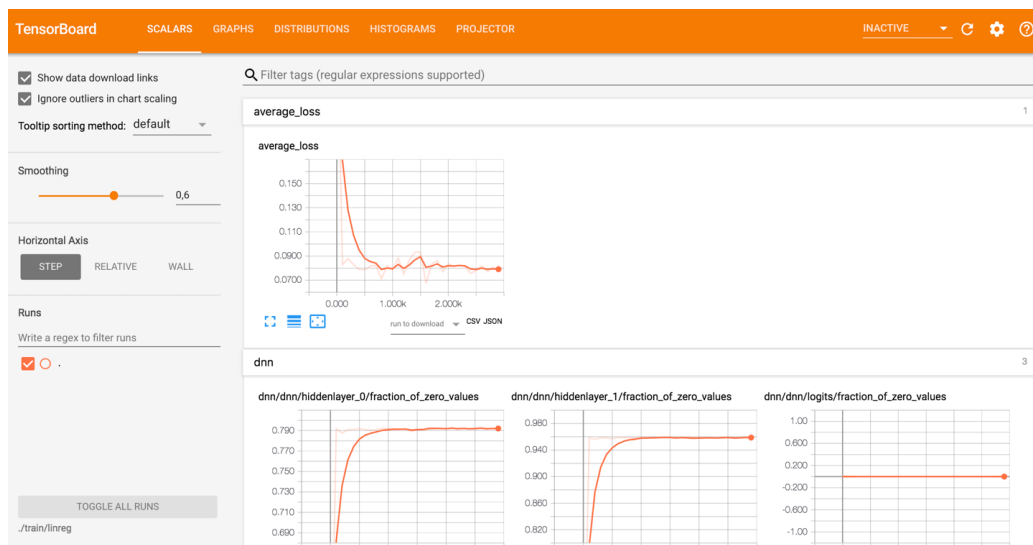 TensorBoard SCALARS GRAPHS DISTRIBUTIONS HISTOGRAMS PROJECTOR INACTIVE
Show data download links
Ignore outliers in chart scaling
Tooltip sorting method: default
Smoothing
0,6
Horizontal Axis
STEP RELATIVE WALL
Runs
Write a regex to filter runs
.
TOGGLE ALL RUNS
./train/linreg
Filter tags (regular expressions supported)
average_loss 1
average_loss
0.150
0.130
0.110
0.0900
0.0700
0.000 1.000k 2.000k
run to download CSV JSON
dnn 3
dnn/dnn/hiddenlayer_0/fraction_of_zero_values
0.790
0.770
0.750
0.730
0.710
0.690
dnn/dnn/hiddenlayer_1/fraction_of_zero_values
0.980
0.940
0.900
0.860
0.820
dnn/dnn/logits/fraction_of_zero_values
1.00
0.600
0.200
-0.200
-0.600
-1.00